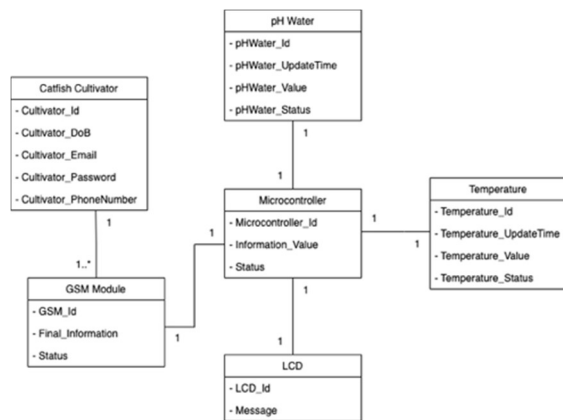 pH Water
- pHWater_Id
- pHWater_UpdateTime
- pHWater_Value
- pHWater_Status
1
Catfish Cultivator
- Cultivator_Id
- Cultivator_DoB
- Cultivator_Email
- Cultivator_Password
- Cultivator_PhoneNumber
1
1..*
1
Microcontroller
- Microcontroller_Id
- Information_Value
- Status
1
1
1
1
Temperature
- Temperature_Id
- Temperature_UpdateTime
- Temperature_Value
- Temperature_Status
GSM Module
- GSM_Id
- Final_Information
- Status
1
1
LCD
- LCD_Id
- Message